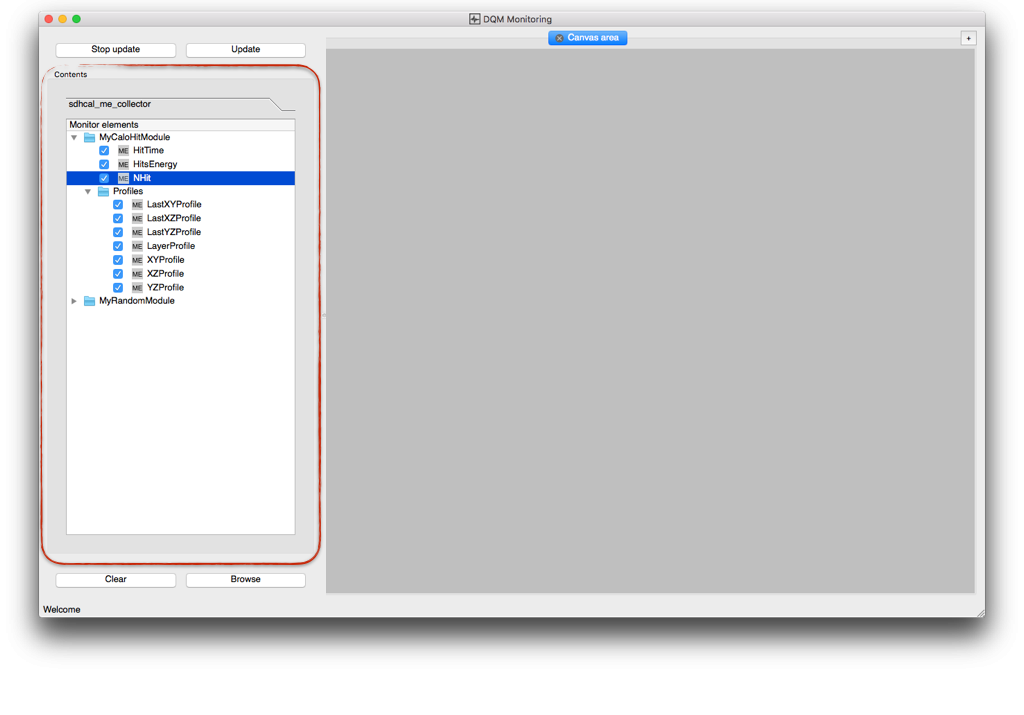 DQM Monitoring
Stop update
Update
Canvas area
+
Contents
sdhcal_me_collector
Monitor elements
MyCaloHitModule
ME HitTime
ME HitsEnergy
ME NHit
Profiles
ME LastXYProfile
ME LastXZProfile
ME LastYZProfile
ME LayerProfile
ME XYProfile
ME XZProfile
ME YZProfile
MyRandomModule
Clear
Browse
Welcome